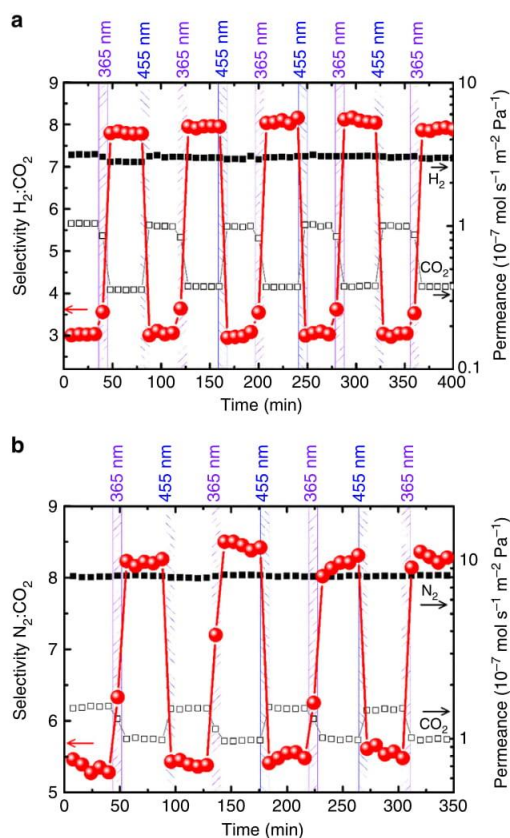 a
365 nm
455 nm
365 nm
455 nm
365 nm
455 nm
365 nm
455 nm
365 nm
9
8
7
6
5
4
3
Selectivity H₂:CO₂
10
1
0.1
Permeance (10⁻⁷ mol s⁻¹ m⁻² Pa⁻¹)
H₂
CO₂
0 50 100 150 200 250 300 350 400
Time (min)
b
365 nm
455 nm
365 nm
455 nm
365 nm
455 nm
365 nm
9
8
7
6
5
Selectivity N₂:CO₂
10
1
Permeance (10⁻⁷ mol s⁻¹ m⁻² Pa⁻¹)
N₂
CO₂
0 50 100 150 200 250 300 350
Time (min)